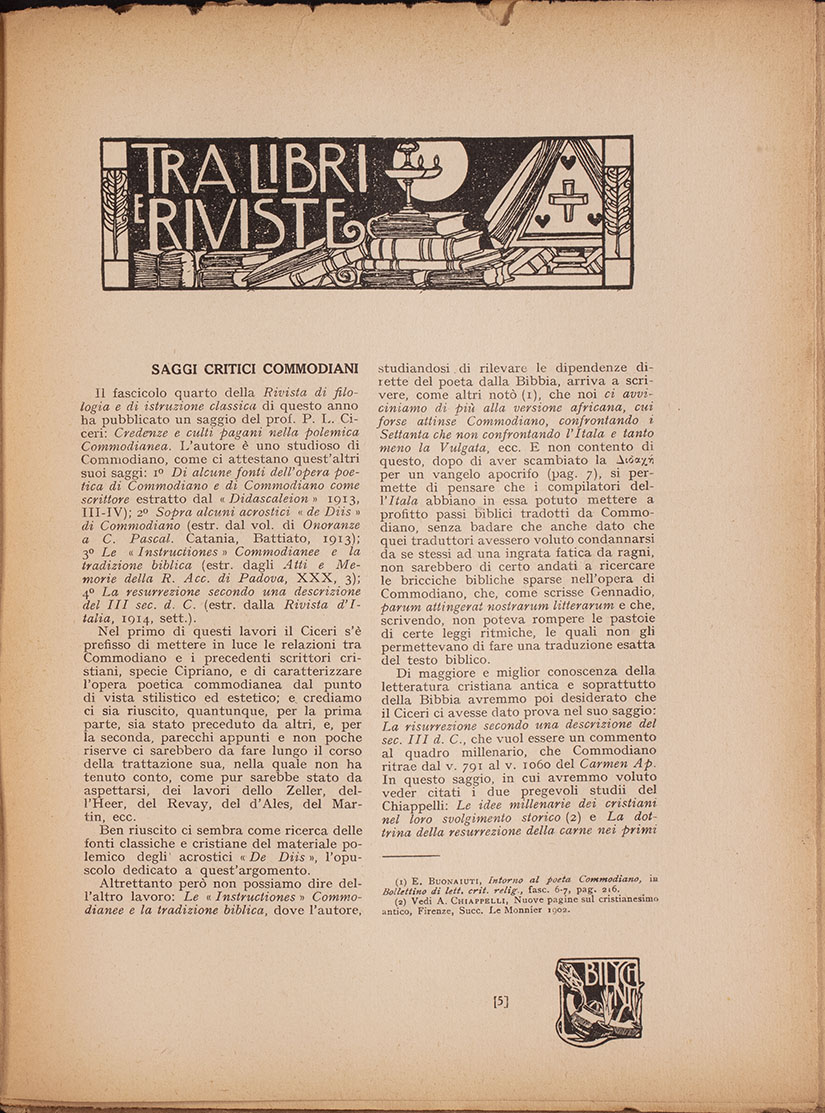 TRA LIBRI
E RIVISTE
SAGGI CRITICI COMMODIANI
Il fascicolo quarto della Rivista di filo-
logia e di istruzione classica di questo anno
ha pubblicato un saggio del prof. P. L. Ci-
ceri: Credenze e culti pagani nella polemica
Commodianea. L'autore è uno studioso di
Commodiano, come ci attestano quest'altri
suoi saggi: 1º Di alcune fonti dell'opera poe-
tica di Commodiano e di Commodiano come
scrittore estratto dal « Didascaleion » 1913,
III-IV); 2º Sopra alcuni acrostici « de Diis »
di Commodiano (estr. dal vol. di Onoranze
a C. Pascal. Catania, Battiato, 1913);
3º Le « Instructiones » Commodianee e la
tradizione biblica (estr. dagli Atti e Me-
morie della R. Acc. di Padova, XXX, 3);
4º La resurrezione secondo una descrizione
del III sec. d. C. (estr. dalla Rivista d'I-
talia, 1914, sett.).
Nel primo di questi lavori il Ciceri s'è
prefisso di mettere in luce le relazioni tra
Commodiano e i precedenti scrittori cri-
stiani, specie Cipriano, e di caratterizzare
l'opera poetica commodianea dal punto
di vista stilistico ed estetico; e crediamo
ci sia riuscito, quantunque, per la prima
parte, sia stato preceduto da altri, e, per
la seconda, parecchi appunti e non poche
riserve ci sarebbero da fare lungo il corso
della trattazione sua, nella quale non ha
tenuto conto, come pur sarebbe stato da
aspettarsi, dei lavori dello Zeller, del-
l'Heer, del Revay, del d'Ales, del Mar-
tin, ecc.
Ben riuscito ci sembra come ricerca delle
fonti classiche e cristiane del materiale po-
lemico degli acrostici « De Diis », l'opu-
scolo dedicato a quest'argomento.
Altrettanto però non possiamo dire del-
l'altro lavoro: Le « Instructiones » Commo-
dianee e la tradizione biblica, dove l'autore,
studiandosi di rilevare le dipendenze di-
rette del poeta dalla Bibbia, arriva a scri-
vere, come altri notò (1), che noi ci avvi-
ciniamo di più alla versione africana, cui
forse attinse Commodiano, confrontando i
Settanta che non confrontando l'Itala e tanto
meno la Vulgata, ecc. E non contento di
questo, dopo di aver scambiato la Διδαχὴ
per un vangelo apocrifo (pag. 7), si per-
mette di pensare che i compilatori del-
l'Itala abbiano in essa potuto mettere a
profitto passi biblici tradotti da Commo-
diano, senza badare che anche dato che
quei traduttori avessero voluto condannarsi
da se stessi ad una ingrata fatica da ragni,
non sarebbero di certo andati a ricercare
le bricciche bibliche sparse nell'opera di
Commodiano, che, come scrisse Gennadio,
parum attingerat nostrarum litterarum e che,
scrivendo, non poteva rompere le pastoie
di certe leggi ritmiche, le quali non gli
permettevano di fare una traduzione esatta
del testo biblico.
Di maggiore e miglior conoscenza della
letteratura cristiana antica e soprattutto
della Bibbia avremmo poi desiderato che
il Ciceri ci avesse dato prova nel suo saggio:
La risurrezione secondo una descrizione del
sec. III d. C., che vuol essere un commento
al quadro millenario, che Commodiano
ritrae dal v. 791 al v. 1060 del Carmen Ap.
In questo saggio, in cui avremmo voluto
veder citati i due pregevoli studii del
Chiappelli: Le idee millenarie dei cristiani
nel loro svolgimento storico (2) e La dot-
trina della resurrezione della carne nei primi
(1) E. BUONAIUTI, Intorno al poeta Commodiano, in
Bollettino di lett. crit. relig., fasc. 6-7, pag. 216.
(2) Vedi A. CHIAPPELLI, Nuove pagine sul cristianesimo
antico, Firenze, Succ. Le Monnier 1902.
[5]
BILYCHNIS